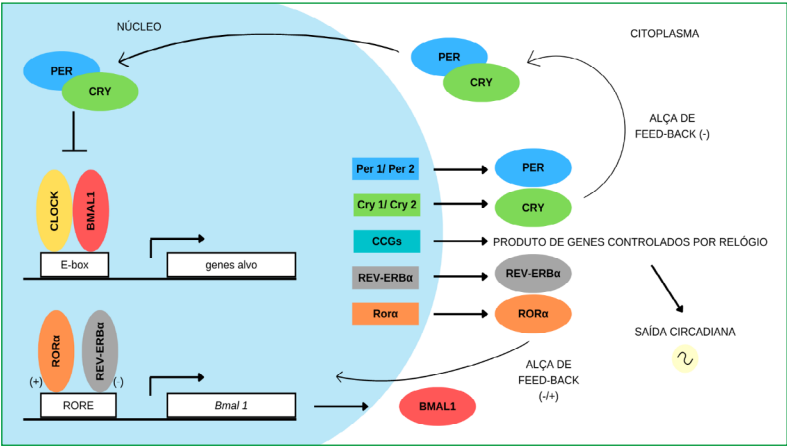 NÚCLEO
CITOPLASMA
PER
CRY
PER
CRY
ALÇA DE
FEED-BACK (-)
Per 1/ Per 2
PER
Cry 1/ Cry 2
CRY
CLOCK
BMAL1
CCGs
PRODUTO DE GENES CONTROLADOS POR RELÓGIO
E-box
genes alvo
REV-ERBα
REV-ERBα
Rorα
RORα
SAÍDA CIRCADIANA
RORα
REV-ERBα
(+)
(-)
ALÇA DE
FEED-BACK
(-/+)
RORE
Bmal 1
BMAL1